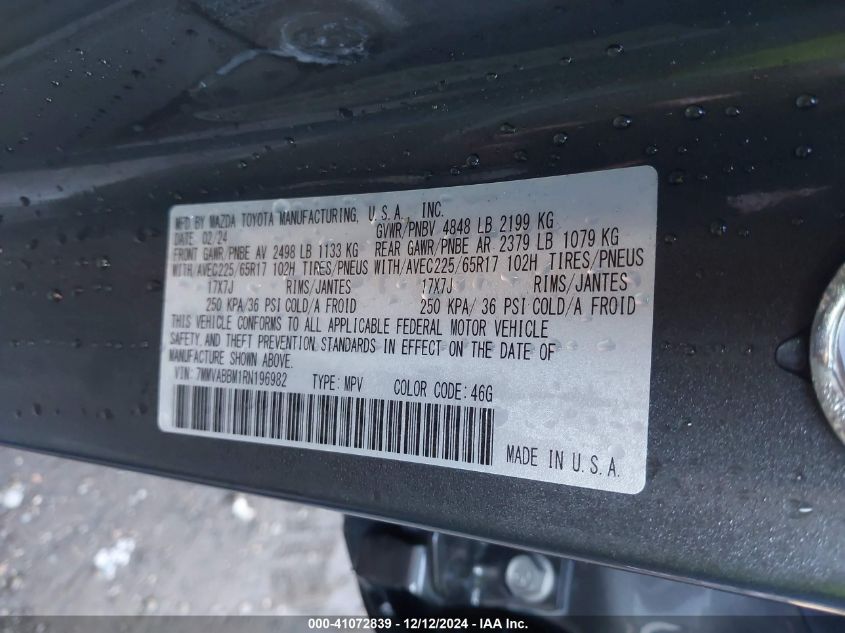 MFD BY MAZDA TOYOTA MANUFACTURING, U.S.A., INC.
DATE 02/24 GVWR/PNBV 4848 LB 2199 KG
FRONT GAWR/PNBE AV 2498 LB 1133 KG REAR GAWR/PNBE AR 2379 LB 1079 KG
WITH/AVEC225/65R17 102H TIRES/PNEUS WITH/AVEC225/65R17 102H TIRES/PNEUS
17X7J RIMS/JANTES 17X7J RIMS/JANTES
250 KPA/36 PSI COLD/A FROID 250 KPA/ 36 PSI COLD/A FROID
THIS VEHICLE CONFORMS TO ALL APPLICABLE FEDERAL MOTOR VEHICLE
SAFETY, AND THEFT PREVENTION STANDARDS IN EFFECT ON THE DATE OF
MANUFACTURE SHOWN ABOVE.
VIN: 7MMVABBM1RN196982 TYPE: MPV COLOR CODE: 46G
MADE IN U.S.A.
000-41072839 - 12/12/2024 - IAA Inc.